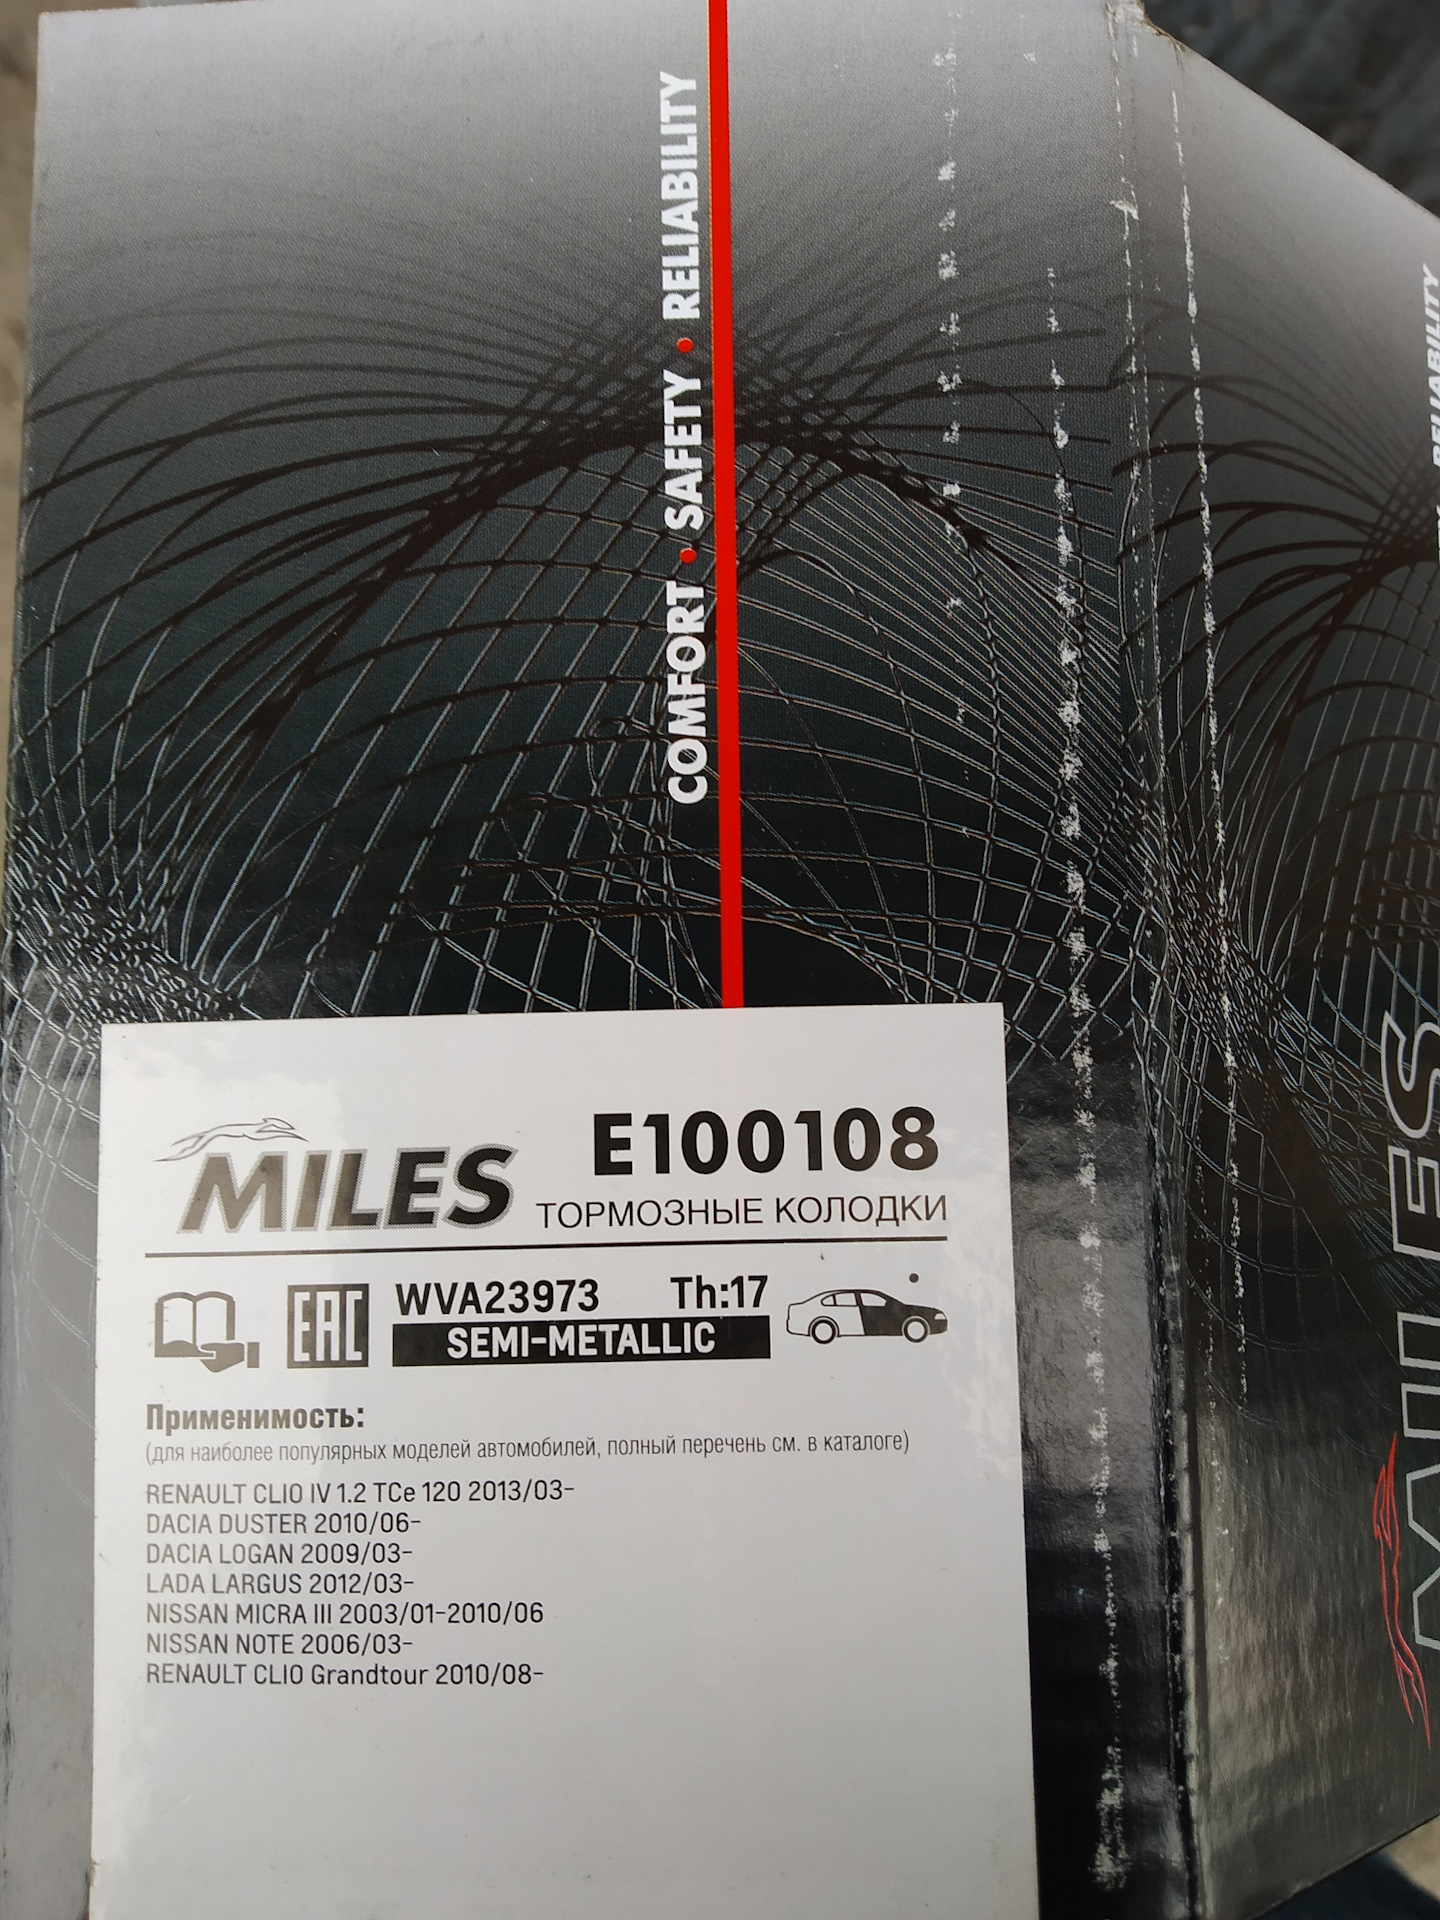 COMFORT • SAFETY • RELIABILITY
RELIABILITY
MILES
MILES
E100108
ТОРМОЗНЫЕ КОЛОДКИ
EAC
WVA23973 Th:17
SEMI-METALLIC
Применимость:
(для наиболее популярных моделей автомобилей, полный перечень см. в каталоге)
RENAULT CLIO IV 1.2 TCe 120 2013/03-
DACIA DUSTER 2010/06-
DACIA LOGAN 2009/03-
LADA LARGUS 2012/03-
NISSAN MICRA III 2003/01-2010/06
NISSAN NOTE 2006/03-
RENAULT CLIO Grandtour 2010/08-